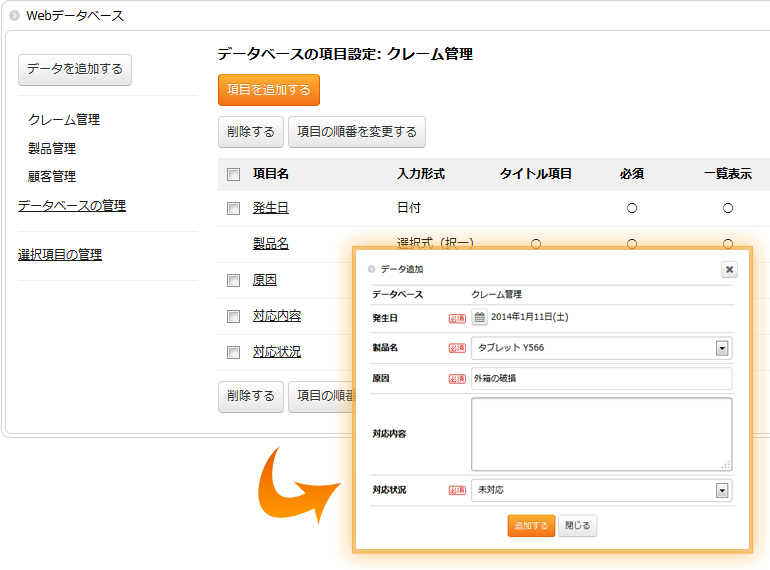 Webデータベース
データを追加する
クレーム管理
製品管理
顧客管理
データベースの管理
選択項目の管理
データベースの項目設定: クレーム管理
項目を追加する
削除する 項目の順番を変更する
項目名 入力形式 タイトル項目 必須 一覧表示
発生日 日付 ○ ○
製品名 選択式（択一） ○ ○ ○
原因
対応内容
対応状況
削除する 項目の順番
データ追加
データベース クレーム管理
発生日 必須 2014年1月11日(土)
製品名 必須 タブレット Y566
原因 必須 外箱の破損
対応内容
対応状況 必須 未対応
追加する 閉じる